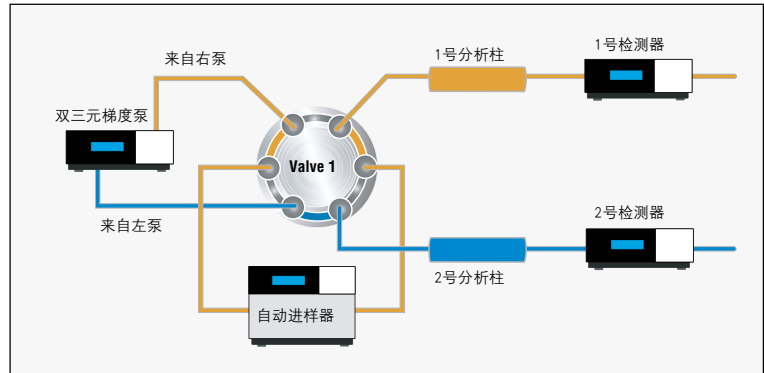 来自右泵
1号分析柱
1号检测器
双三元梯度泵
Valve 1
来自左泵
2号检测器
2号分析柱
自动进样器